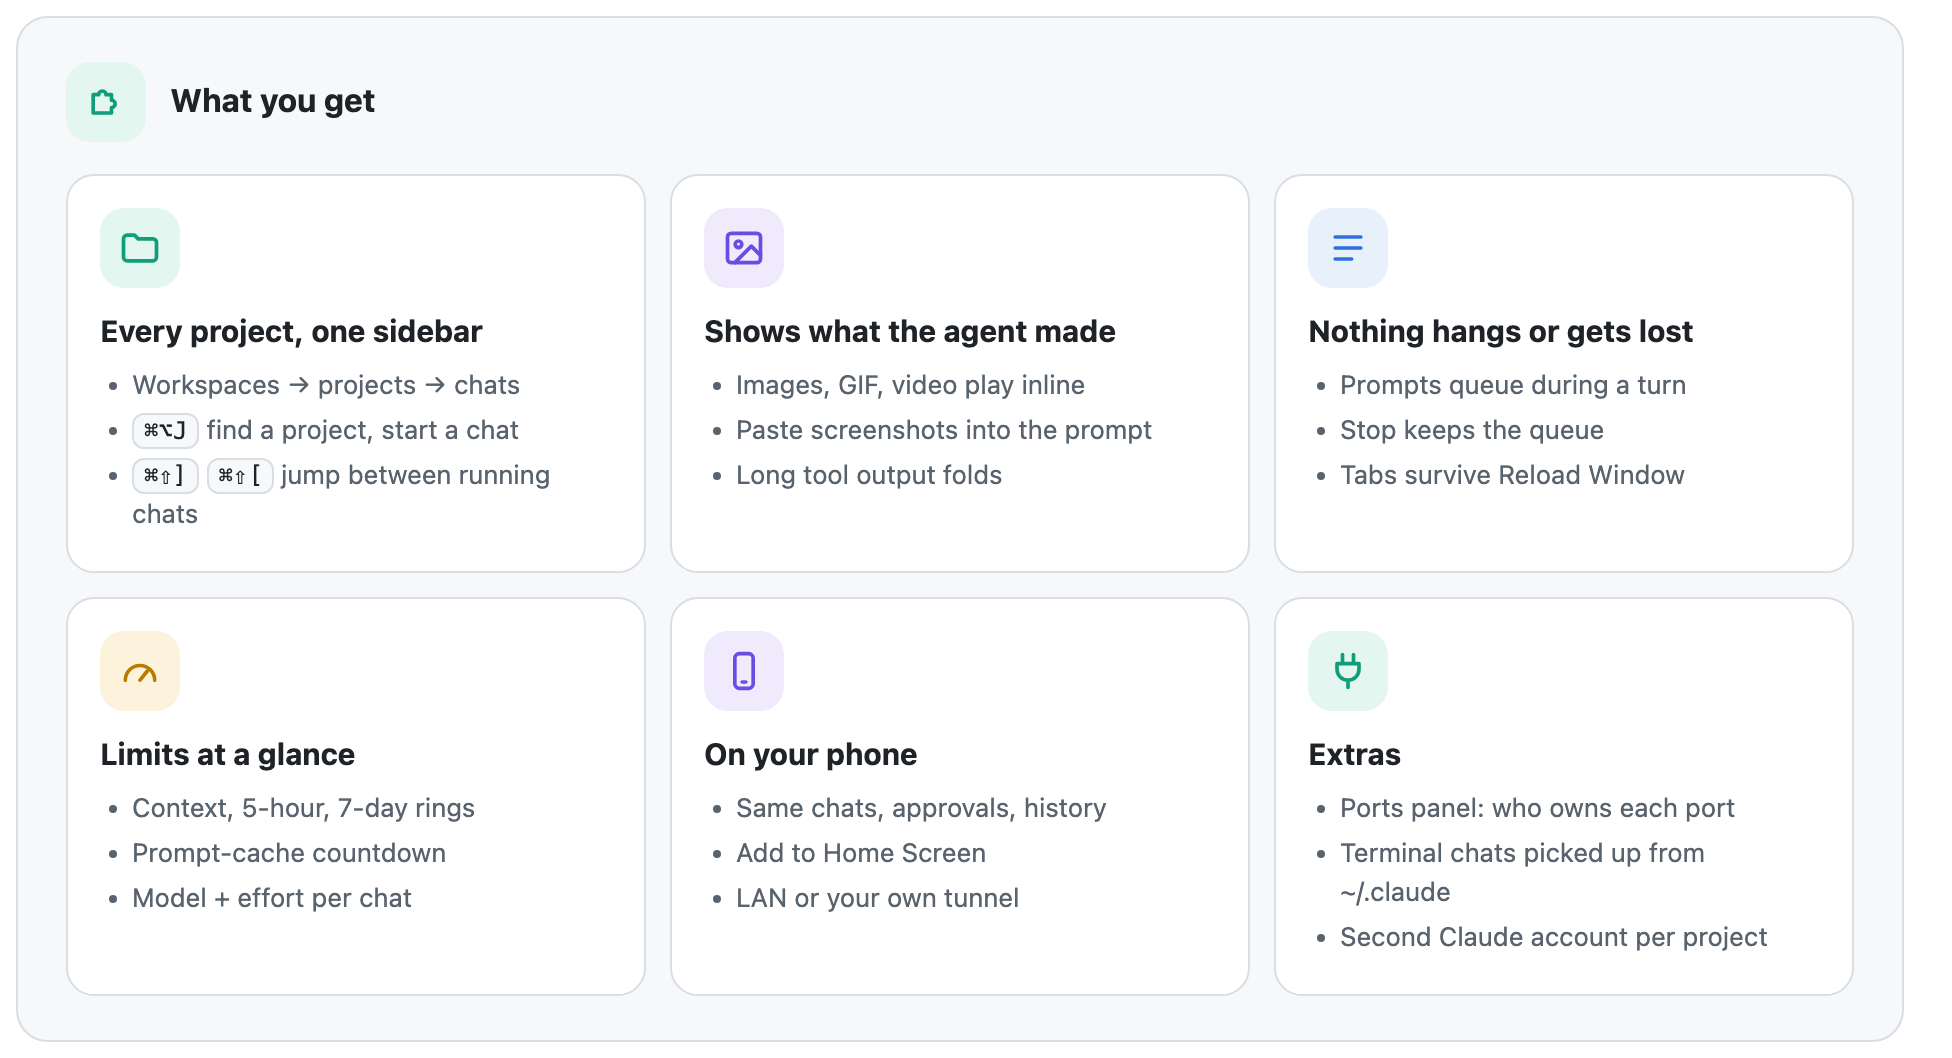 What you get
Every project, one sidebar
Workspaces → projects → chats
⌘⌥J find a project, start a chat
⌘⇧] ⌘⇧[ jump between running
chats
Shows what the agent made
Images, GIF, video play inline
Paste screenshots into the prompt
Long tool output folds
Nothing hangs or gets lost
Prompts queue during a turn
Stop keeps the queue
Tabs survive Reload Window
Limits at a glance
Context, 5-hour, 7-day rings
Prompt-cache countdown
Model + effort per chat
On your phone
Same chats, approvals, history
Add to Home Screen
LAN or your own tunnel
Extras
Ports panel: who owns each port
Terminal chats picked up from
~/.claude
Second Claude account per project